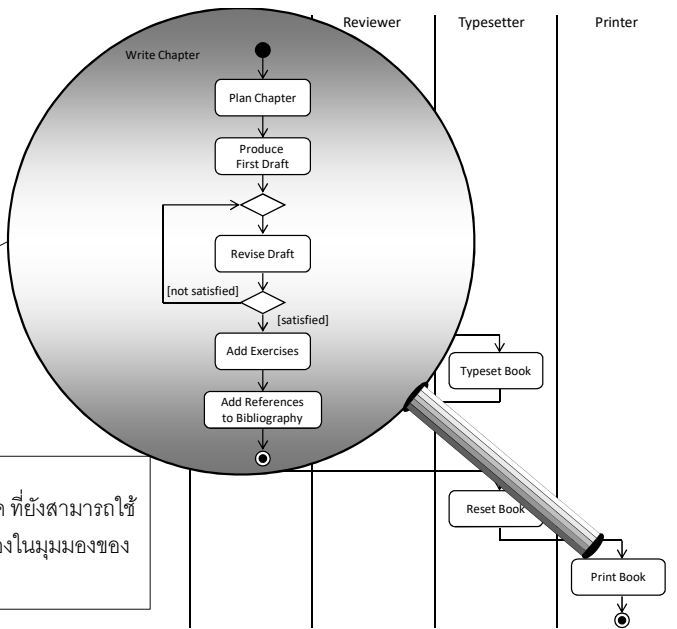 Reviewer
Typesetter
Printer
Write Chapter
Plan Chapter
Produce
First Draft
Revise Draft
[not satisfied]
[satisfied]
Add Exercises
Typeset Book
Add References
to Bibliography
ที่ยังสามารถใช้
ในมุมมองของ
Reset Book
Print Book